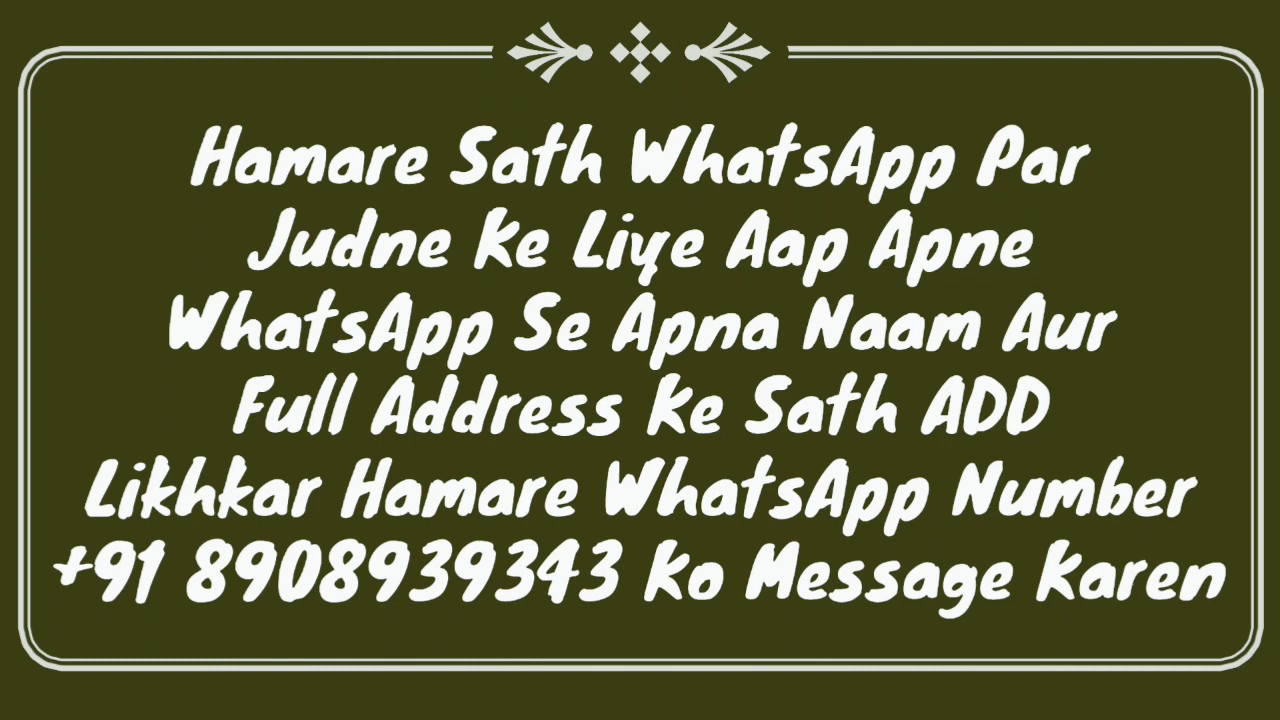 Hamare Sath WhatsApp Par
Judne Ke Liye Aap Apne
WhatsApp Se Apna Naam Aur
Full Address Ke Sath ADD
Likhkar Hamare WhatsApp Number
+91 8908939343 Ko Message Karen